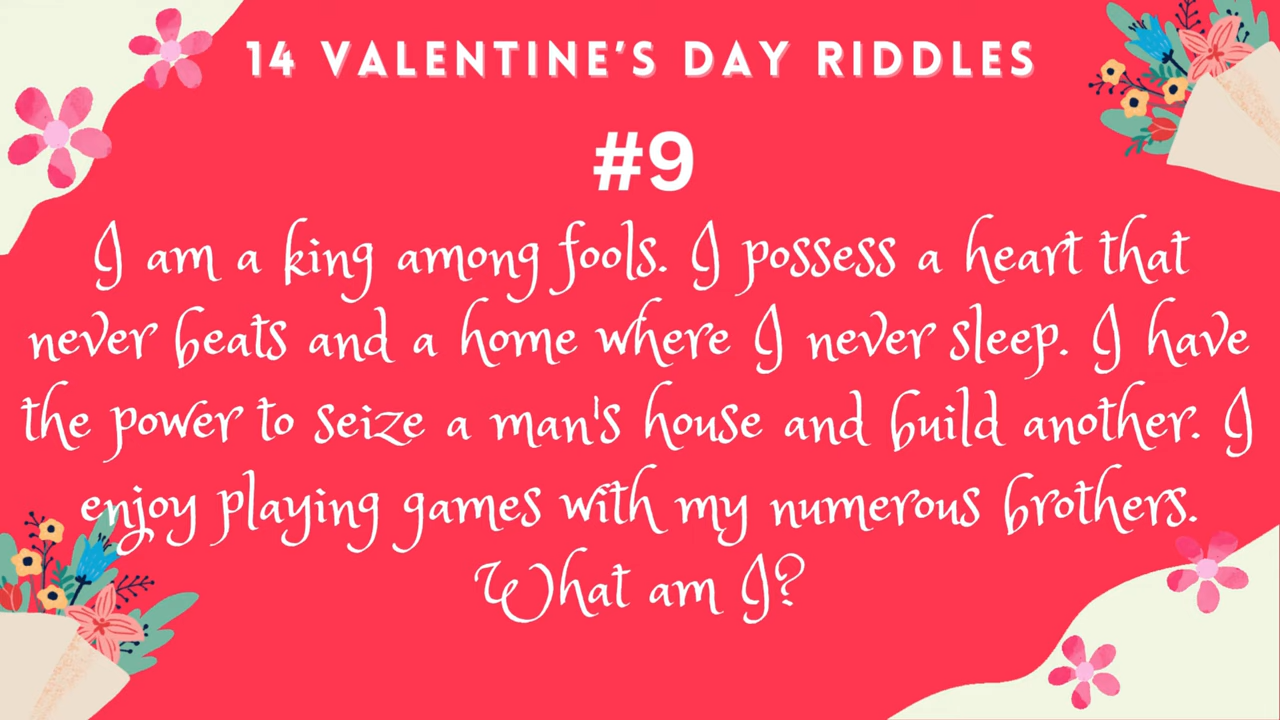 14 VALENTINE'S DAY RIDDLES
#9
I am a king among fools. I possess a heart that
never beats and a home where I never sleep. I have
the power to seize a man's house and build another. I
enjoy playing games with my numerous brothers.
What am I?